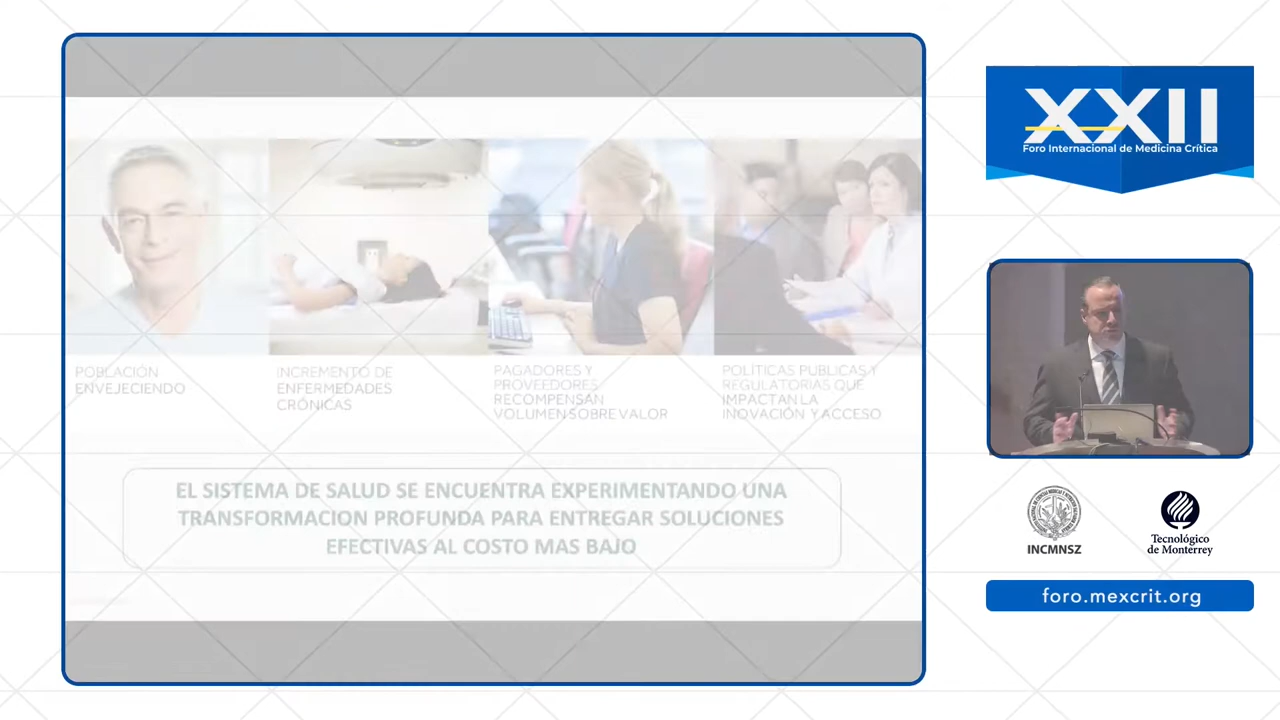 POBLACIÓN
ENVEJECIENDO
INCREMENTO DE
ENFERMEDADES
CRÓNICAS
PAGADORES Y
PROVEEDORES
RECOMPENSAN
VOLUMEN SOBRE VALOR
POLÍTICAS PUBLICAS Y
REGULATORIAS QUE
IMPACTAN LA
INOVACIÓN Y ACCESO
EL SISTEMA DE SALUD SE ENCUENTRA EXPERIMENTANDO UNA
TRANSFORMACION PROFUNDA PARA ENTREGAR SOLUCIONES
EFECTIVAS AL COSTO MAS BAJO
XXII
Foro Internacional de Medicina Crítica
INCMNSZ
Tecnológico
de Monterrey
foro.mexcrit.org